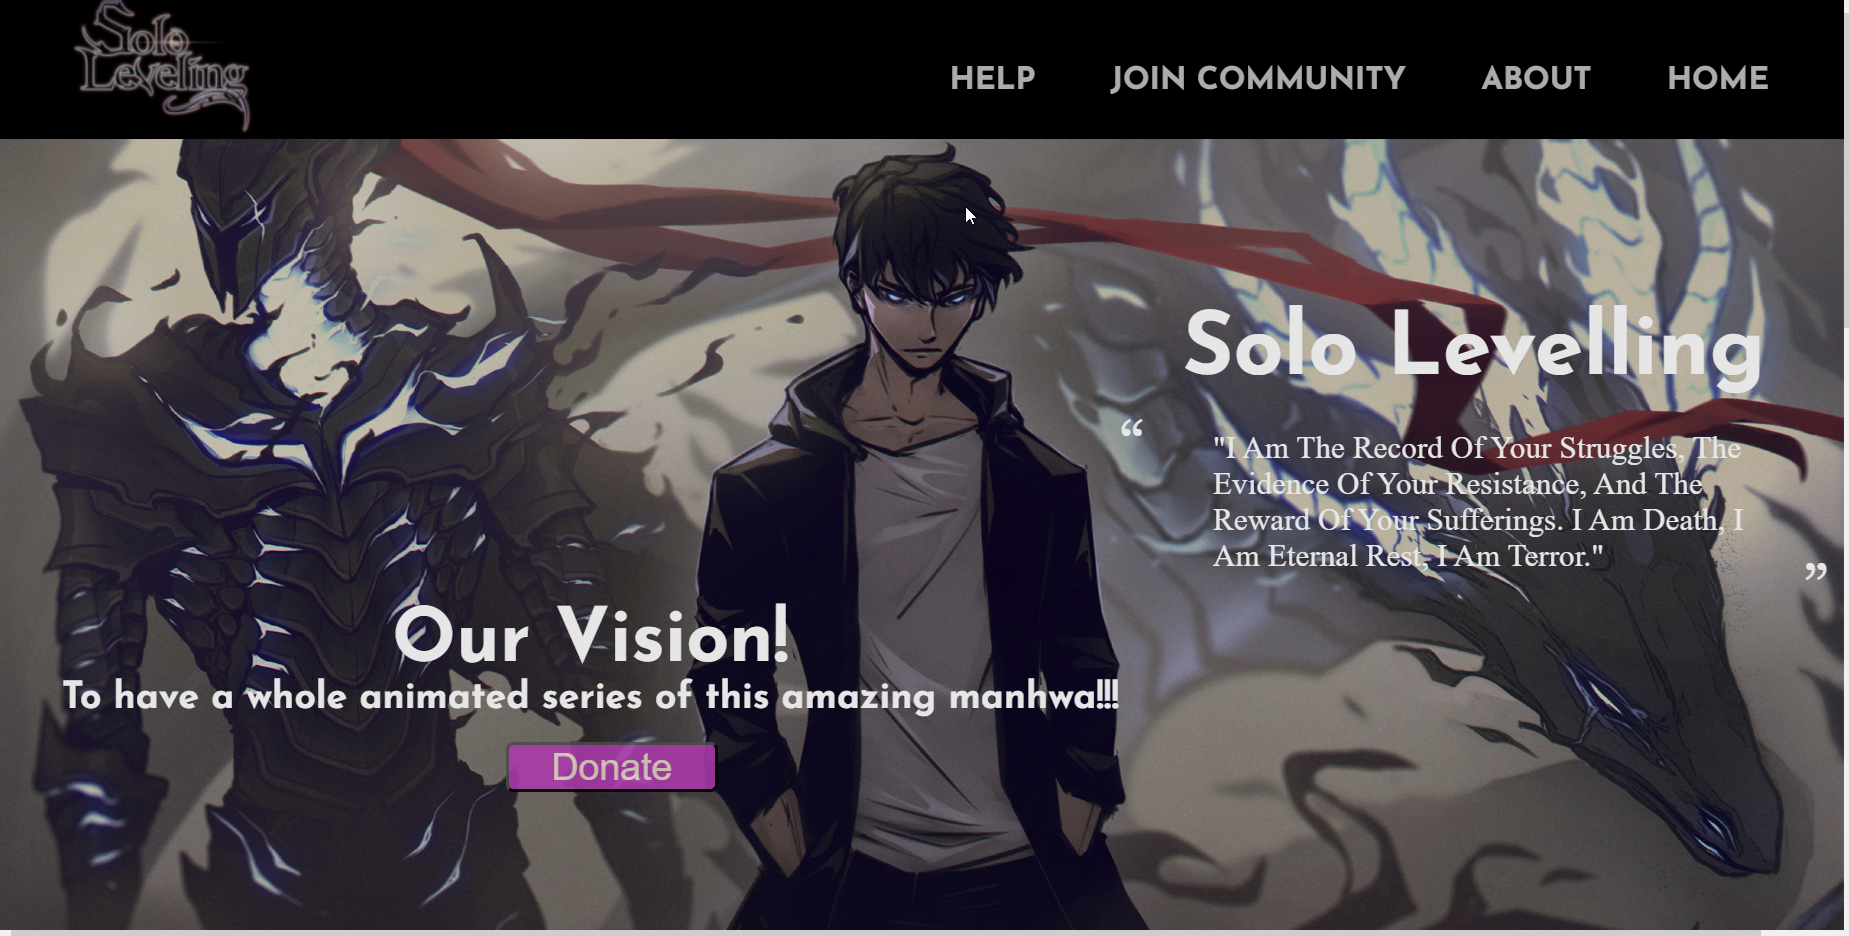 Solo
Leveling
HELP JOIN COMMUNITY ABOUT HOME
Solo Levelling
“
"I Am The Record Of Your Struggles, The
Evidence Of Your Resistance, And The
Reward Of Your Sufferings. I Am Death, I
Am Eternal Rest, I Am Terror."
”
Our Vision!
To have a whole animated series of this amazing manhwa!!!
Donate